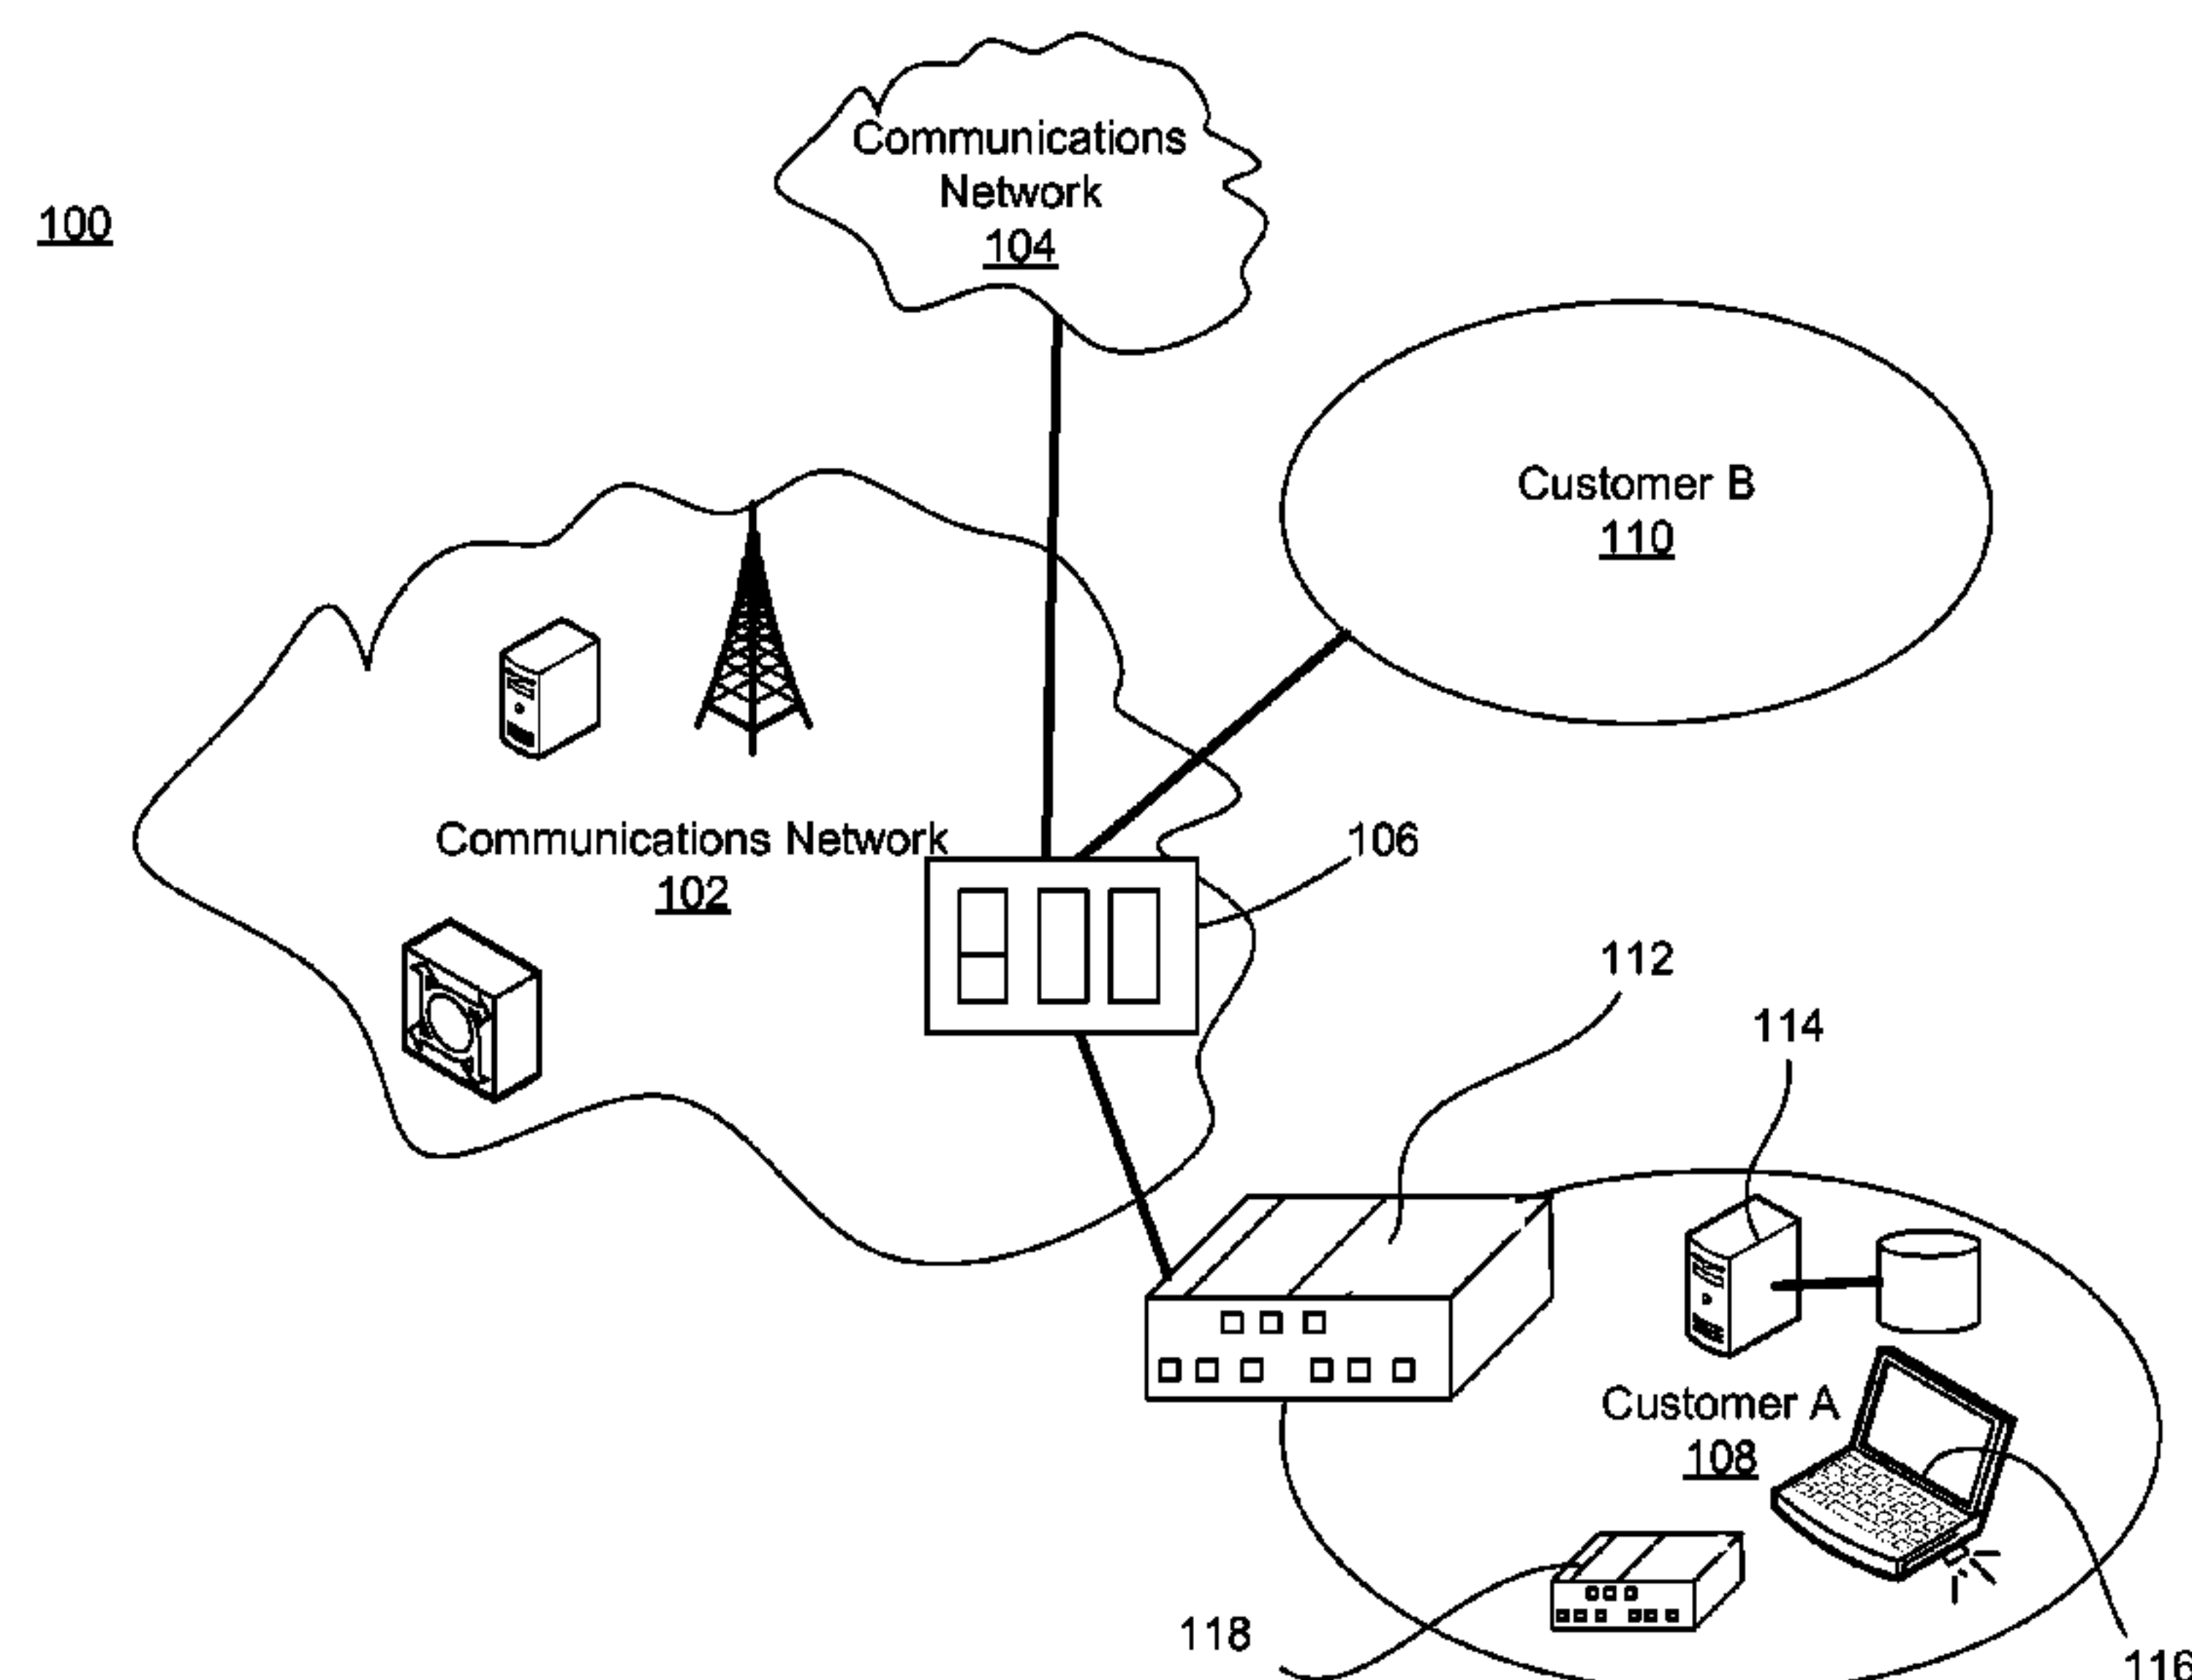 100
Communications
Network
104
Customer B
110
Communications Network
102
106
112
114
Customer A
108
118
116